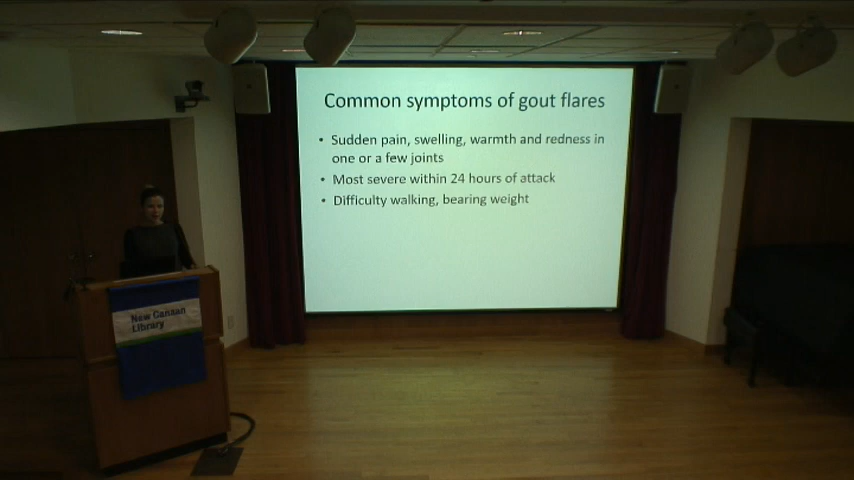 Common symptoms of gout flares
• Sudden pain, swelling, warmth and redness in
one or a few joints
• Most severe within 24 hours of attack
• Difficulty walking, bearing weight
New Canaan
Library